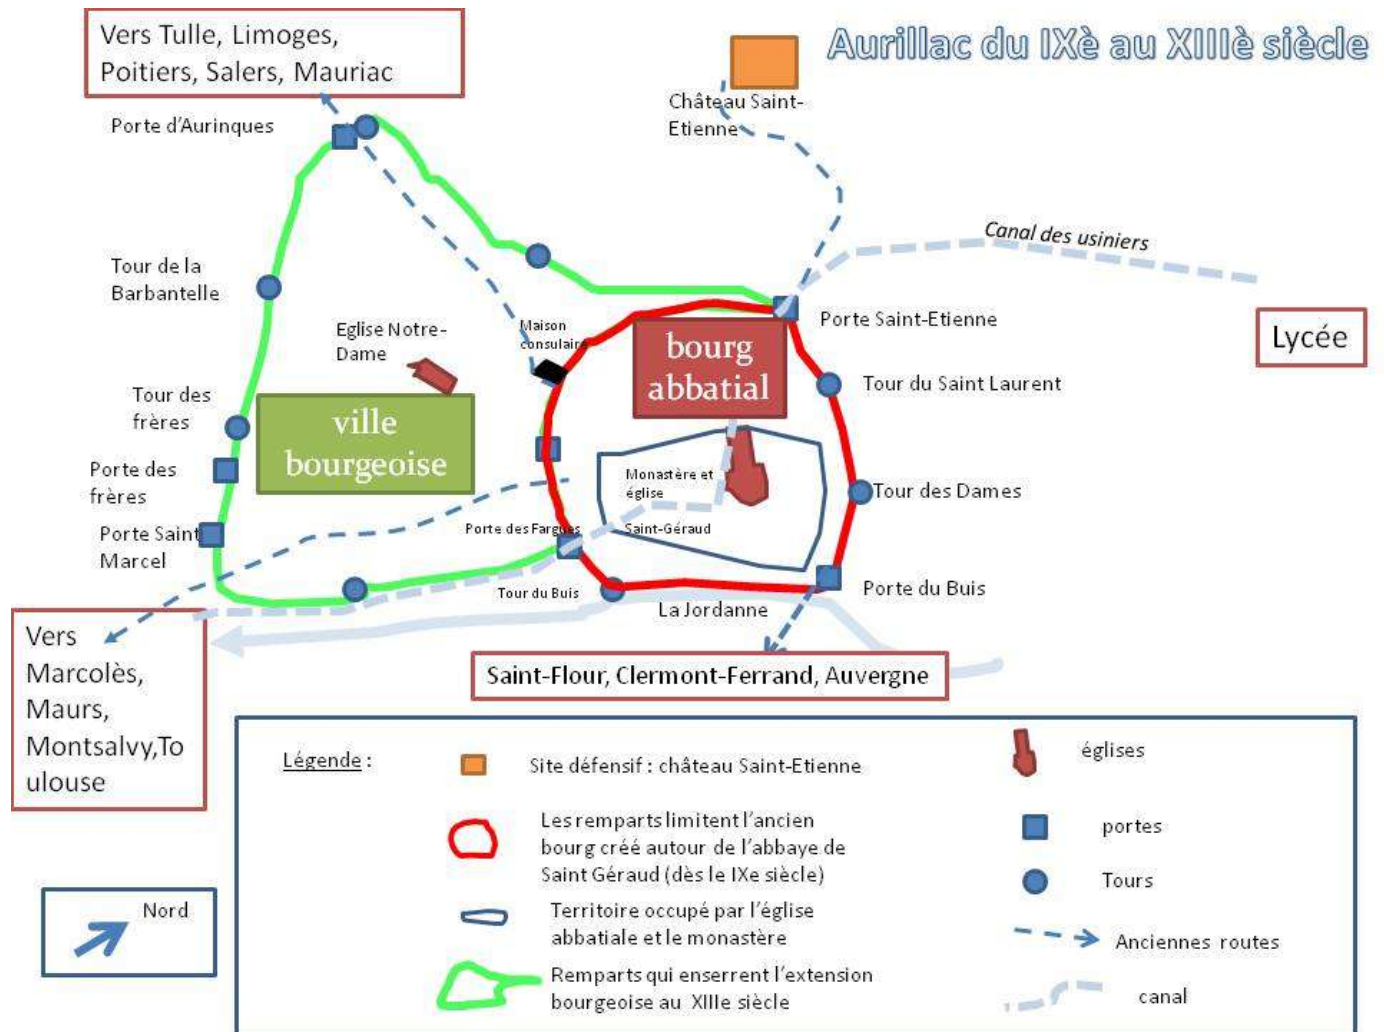 Vers Tulle, Limoges,
Poitiers, Salers, Mauriac
Aurillac du IXè au XIIIè siècle
Château Saint-
Etienne
Porte d'Aurinques
Canal des usiniers
Tour de la
Barbantelle
Eglise Notre-
Dame
Maison
consulaire
bourg
abbatial
Porte Saint-Etienne
Lycée
Tour du Saint Laurent
Tour des
frères
ville
bourgeoise
Porte des
frères
Monastère et
église
Saint-Géraud
Tour des Dames
Porte Saint
Marcel
Porte des Fargues
Tour du Buis
La Jordanne
Porte du Buis
Vers
Marcolès,
Maurs,
Montsalvy,To
ulouse
Saint-Flour, Clermont-Ferrand, Auvergne
Légende :
Site défensif : château Saint-Etienne
Les remparts limitent l'ancien
bourg créé autour de l'abbaye de
Saint Géraud (dès le IXe siècle)
Territoire occupé par l'église
abbatiale et le monastère
Remparts qui enserrent l'extension
bourgeoise au XIIIe siècle
églises
portes
Tours
Anciennes routes
canal
Nord